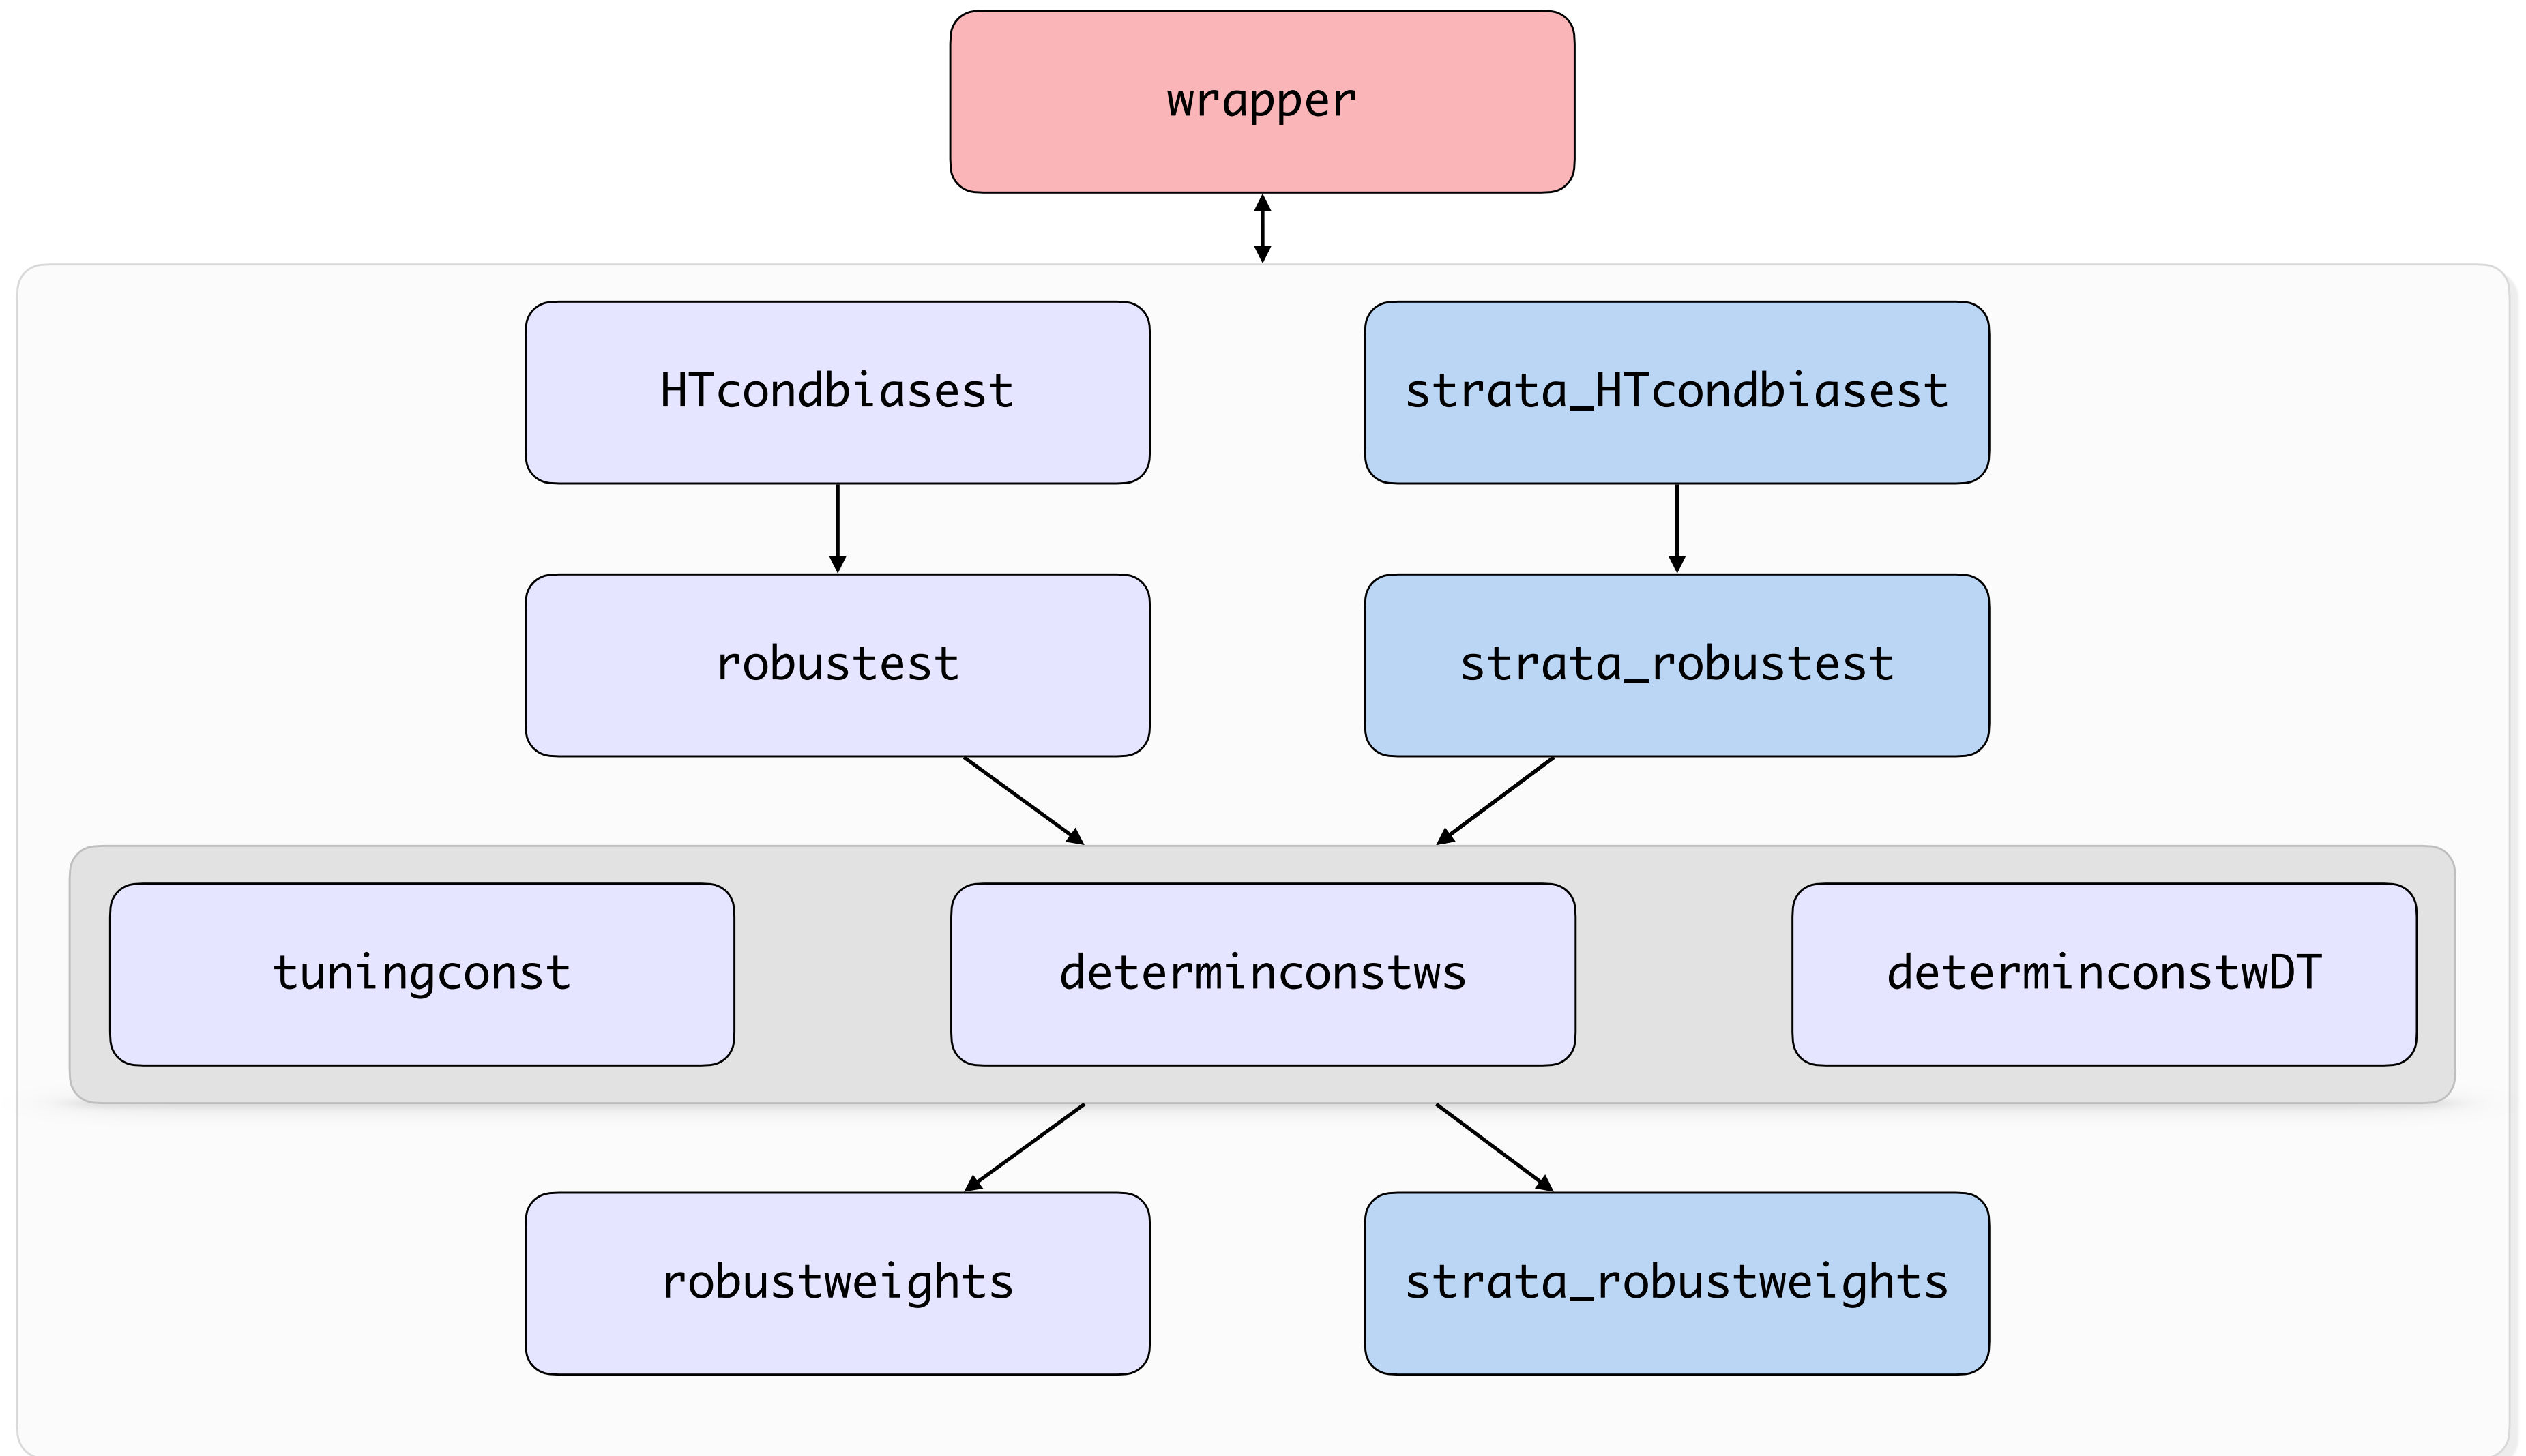 wrapper
HTcondbiasest
strata_HTcondbiasest
robustest
strata_robustest
tuningconst
determinconstws
determinconstwDT
robustweights
strata_robustweights